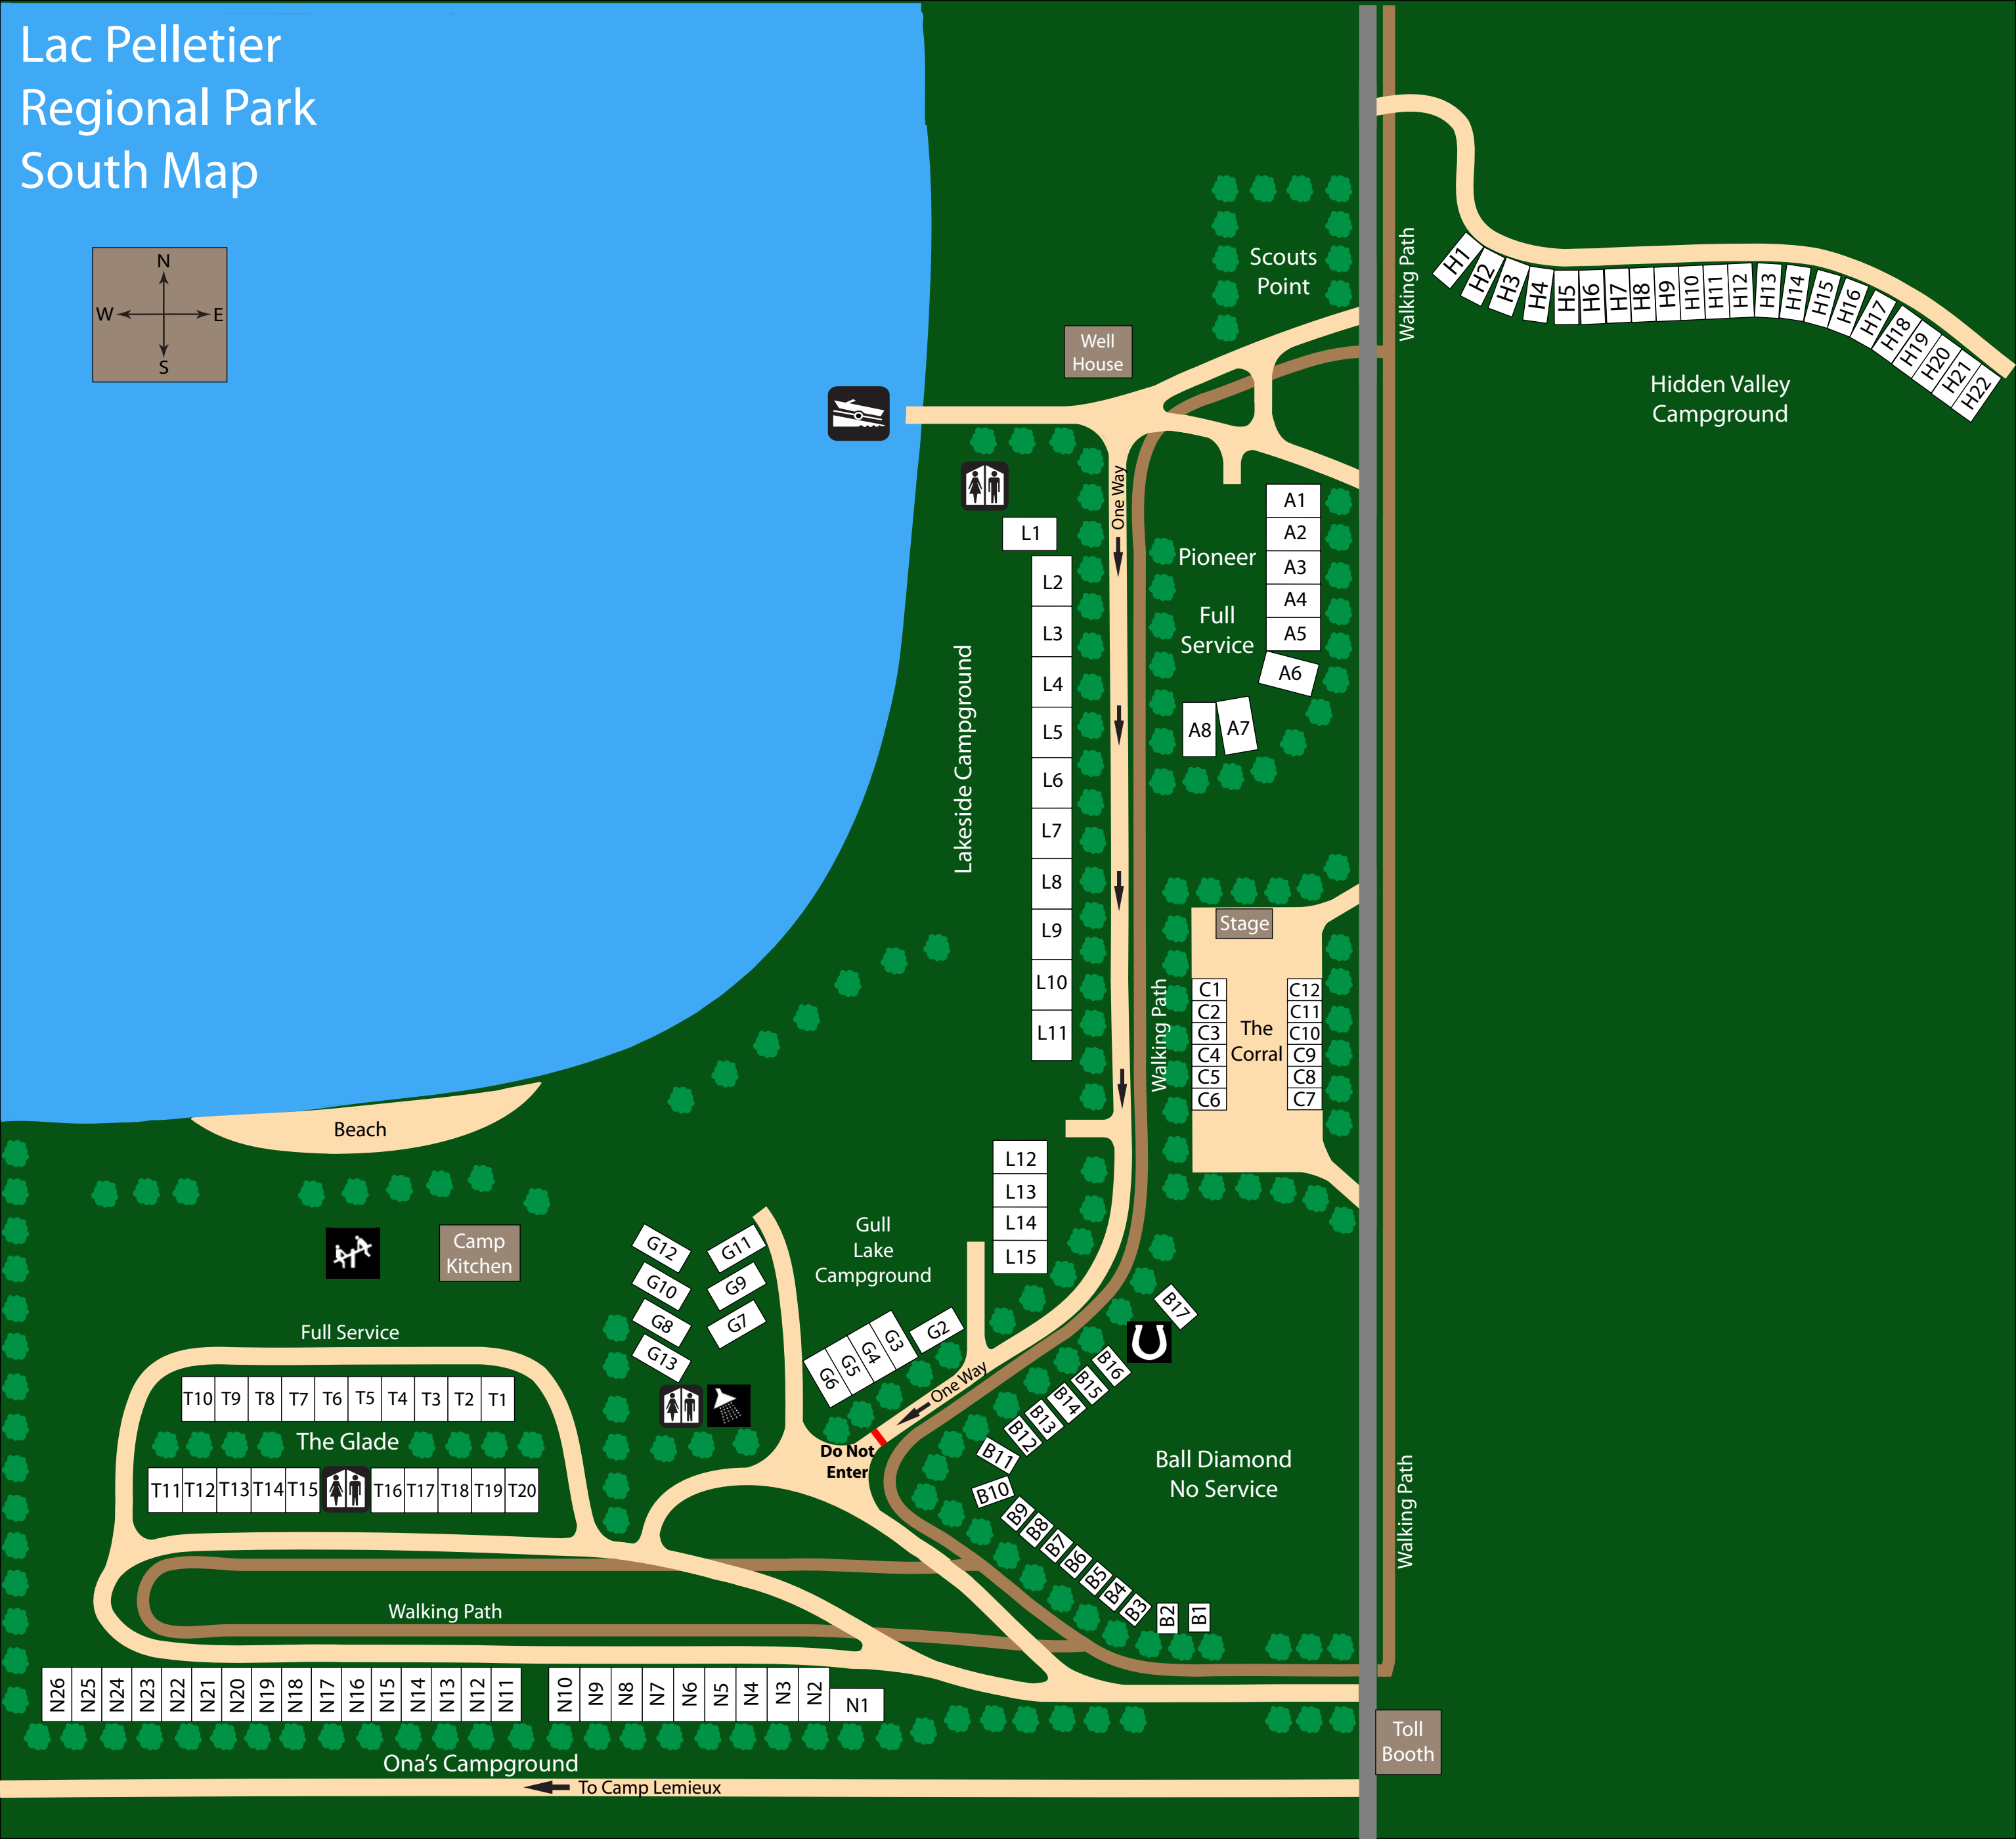 Lac Pelletier
Regional Park
South Map
N
W
E
S
Scouts
Point
Walking Path
Well
House
H1
H2
H3
H4
H5
H6
H7
H8
H9
H10
H11
H12
H13
H14
H15
H16
H17
H18
H19
H20
H21
H22
Hidden Valley
Campground
One Way
L1
L2
L3
L4
L5
L6
L7
L8
L9
L10
L11
Lakeside Campground
Pioneer
Full
Service
A1
A2
A3
A4
A5
A6
A7
A8
Stage
Walking Path
C1
C2
C3
C4
C5
C6
The
Corral
C12
C11
C10
C9
C8
C7
Beach
Camp
Kitchen
L12
L13
L14
L15
Gull
Lake
Campground
G12
G11
G10
G9
G8
G7
G13
G6
G5
G4
G3
G2
One Way
Do Not
Enter
B17
B16
B15
B14
B13
B12
B11
B10
B9
B8
B7
B6
B5
B4
B3
B2
B1
Ball Diamond
No Service
Walking Path
Full Service
T10
T9
T8
T7
T6
T5
T4
T3
T2
T1
The Glade
T11
T12
T13
T14
T15
T16
T17
T18
T19
T20
Walking Path
N26
N25
N24
N23
N22
N21
N20
N19
N18
N17
N16
N15
N14
N13
N12
N11
N10
N9
N8
N7
N6
N5
N4
N3
N2
N1
Toll
Booth
Ona's Campground
To Camp Lemieux